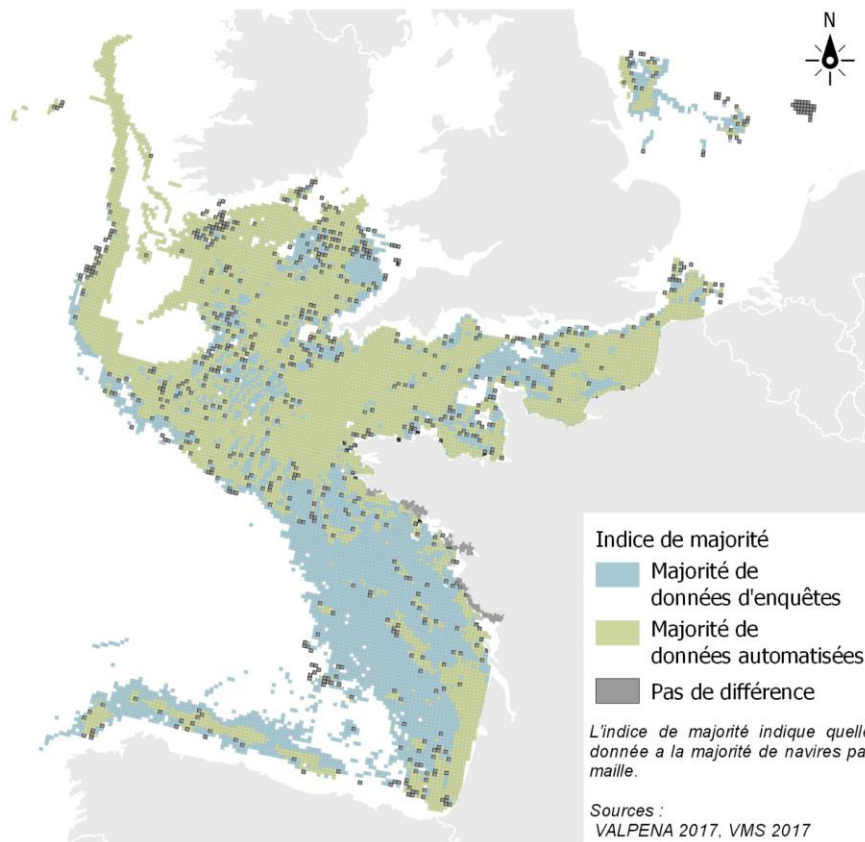 N
Indice de majorité
Majorité de
données d'enquêtes
Majorité de
données automatisées
Pas de différence
L'indice de majorité indique quelle
donnée a la majorité de navires pa
maille.
Sources :
VALPENA 2017, VMS 2017